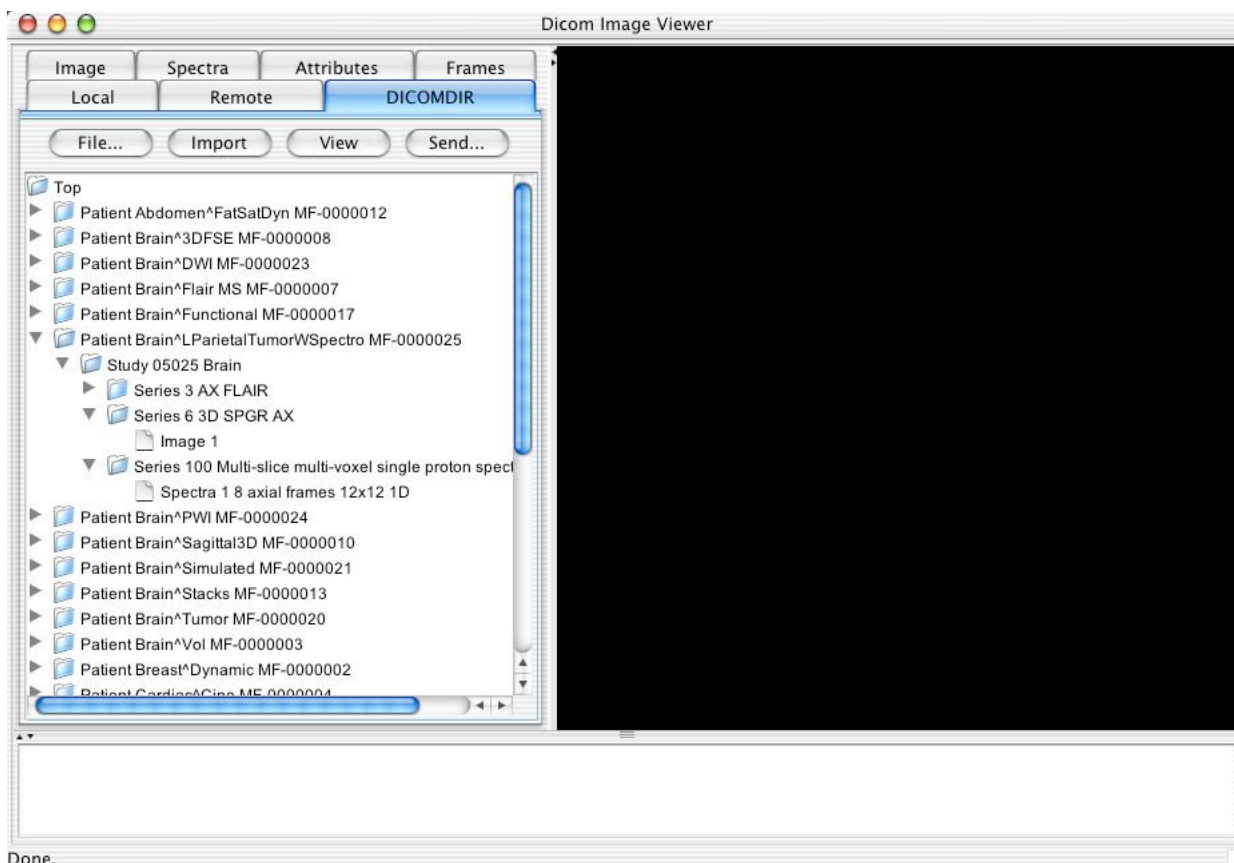 Dicom Image Viewer
Image Spectra Attributes Frames
Local Remote DICOMDIR
File... Import View Send...
Top
Patient Abdomen^FatSatDyn MF-0000012
Patient Brain^3DFSE MF-0000008
Patient Brain^DWI MF-0000023
Patient Brain^Flair MS MF-0000007
Patient Brain^Functional MF-0000017
Patient Brain^LParietalTumorWSpectro MF-0000025
Study 05025 Brain
Series 3 AX FLAIR
Series 6 3D SPGR AX
Image 1
Series 100 Multi-slice multi-voxel single proton spect
Spectra 1 8 axial frames 12x12 1D
Patient Brain^PWI MF-0000024
Patient Brain^Sagittal3D MF-0000010
Patient Brain^Simulated MF-0000021
Patient Brain^Stacks MF-0000013
Patient Brain^Tumor MF-0000020
Patient Brain^Vol MF-0000003
Patient Breast^Dynamic MF-0000002
Patient Cardiac^Cine MF-0000004
Done.